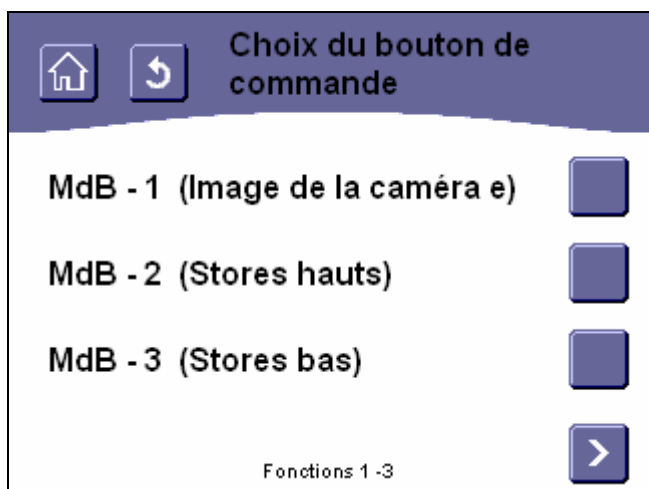 Choix du bouton de
commande
MdB - 1 (Image de la caméra e)
MdB - 2 (Stores hauts)
MdB - 3 (Stores bas)
Fonctions 1 -3